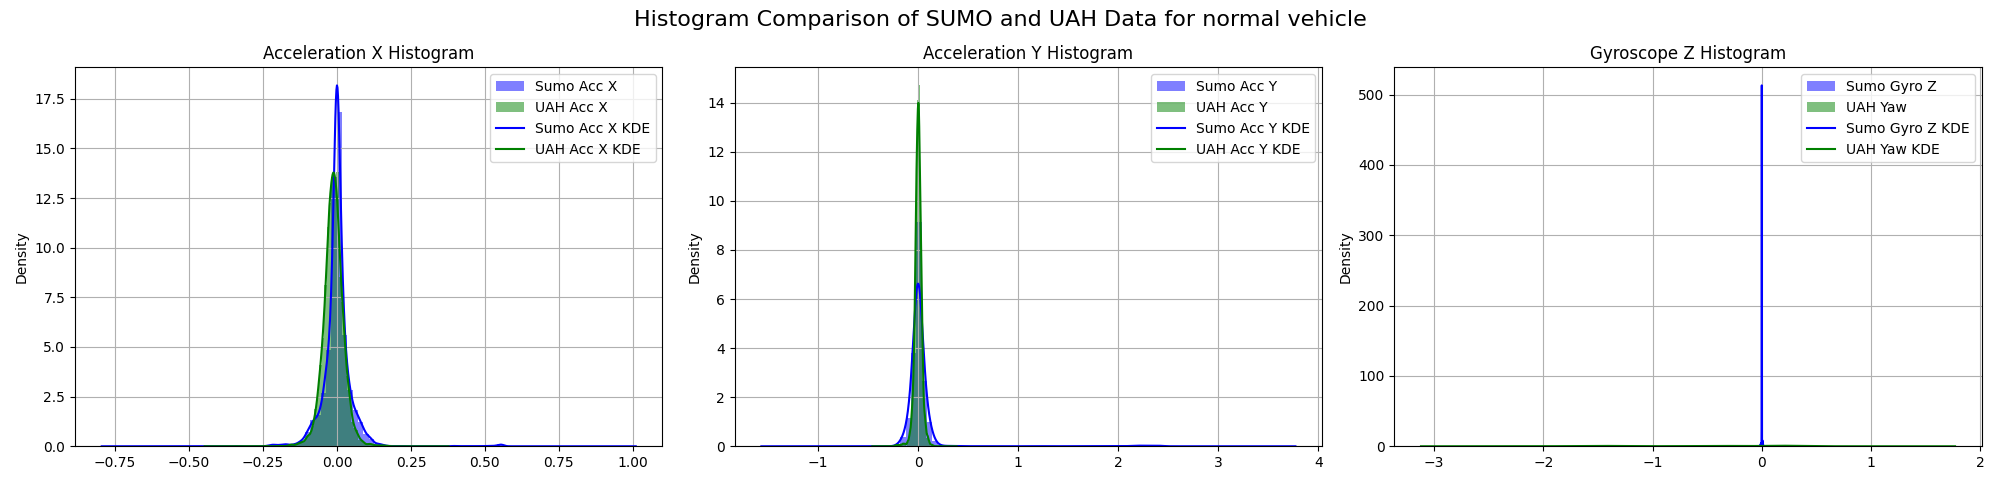 Histogram Comparison of SUMO and UAH Data for normal vehicle
Acceleration X Histogram
Density
17.5
15.0
12.5
10.0
7.5
5.0
2.5
0.0
−0.75
−0.50
−0.25
0.00
0.25
0.50
0.75
1.00
Sumo Acc X
UAH Acc X
Sumo Acc X KDE
UAH Acc X KDE
Acceleration Y Histogram
Density
14
12
10
8
6
4
2
0
−1
0
1
2
3
4
Sumo Acc Y
UAH Acc Y
Sumo Acc Y KDE
UAH Acc Y KDE
Gyroscope Z Histogram
Density
500
400
300
200
100
0
−3
−2
−1
0
1
2
Sumo Gyro Z
UAH Yaw
Sumo Gyro Z KDE
UAH Yaw KDE